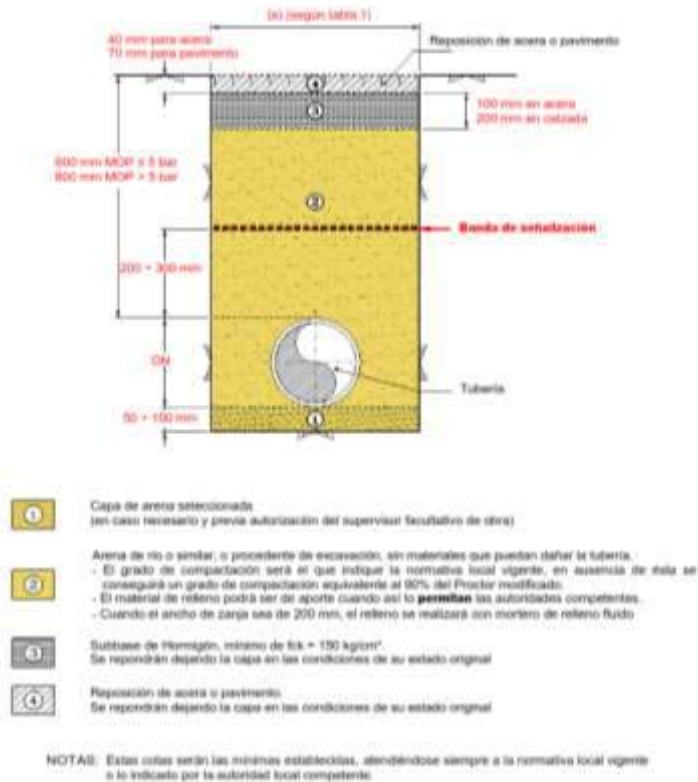 (a) (según tabla 1)
40 mm para acera
70 mm para pavimento
Reposición de acera o pavimento
4
3
100 mm en acera
200 mm en calzada
600 mm MOP ≤ 5 bar
800 mm MOP > 5 bar
2
Banda de señalización
200 ÷ 300 mm
DN
Tubería
50 ÷ 100 mm
1
1 Capa de arena seleccionada
(en caso necesario y previa autorización del supervisor facultativo de obra)
Arena de río o similar, o procedente de excavación, sin materiales que puedan dañar la tubería.
2 - El grado de compactación será el que indique la normativa local vigente, en ausencia de ésta se
conseguirá un grado de compactación equivalente al 90% del Proctor modificado.
- El material de relleno podrá ser de aporte cuando así lo permitan las autoridades competentes.
- Cuando el ancho de zanja sea de 200 mm, el relleno se realizará con mortero de relleno fluido
3 Subbase de Hormigón, mínimo de fck = 150 kg/cm².
Se repondrán dejando la capa en las condiciones de su estado original
4 Reposición de acera o pavimento.
Se repondrán dejando la capa en las condiciones de su estado original
NOTAS: Estas cotas serán las mínimas establecidas, atendiéndose siempre a la normativa local vigente
o lo indicado por la autoridad local competente.